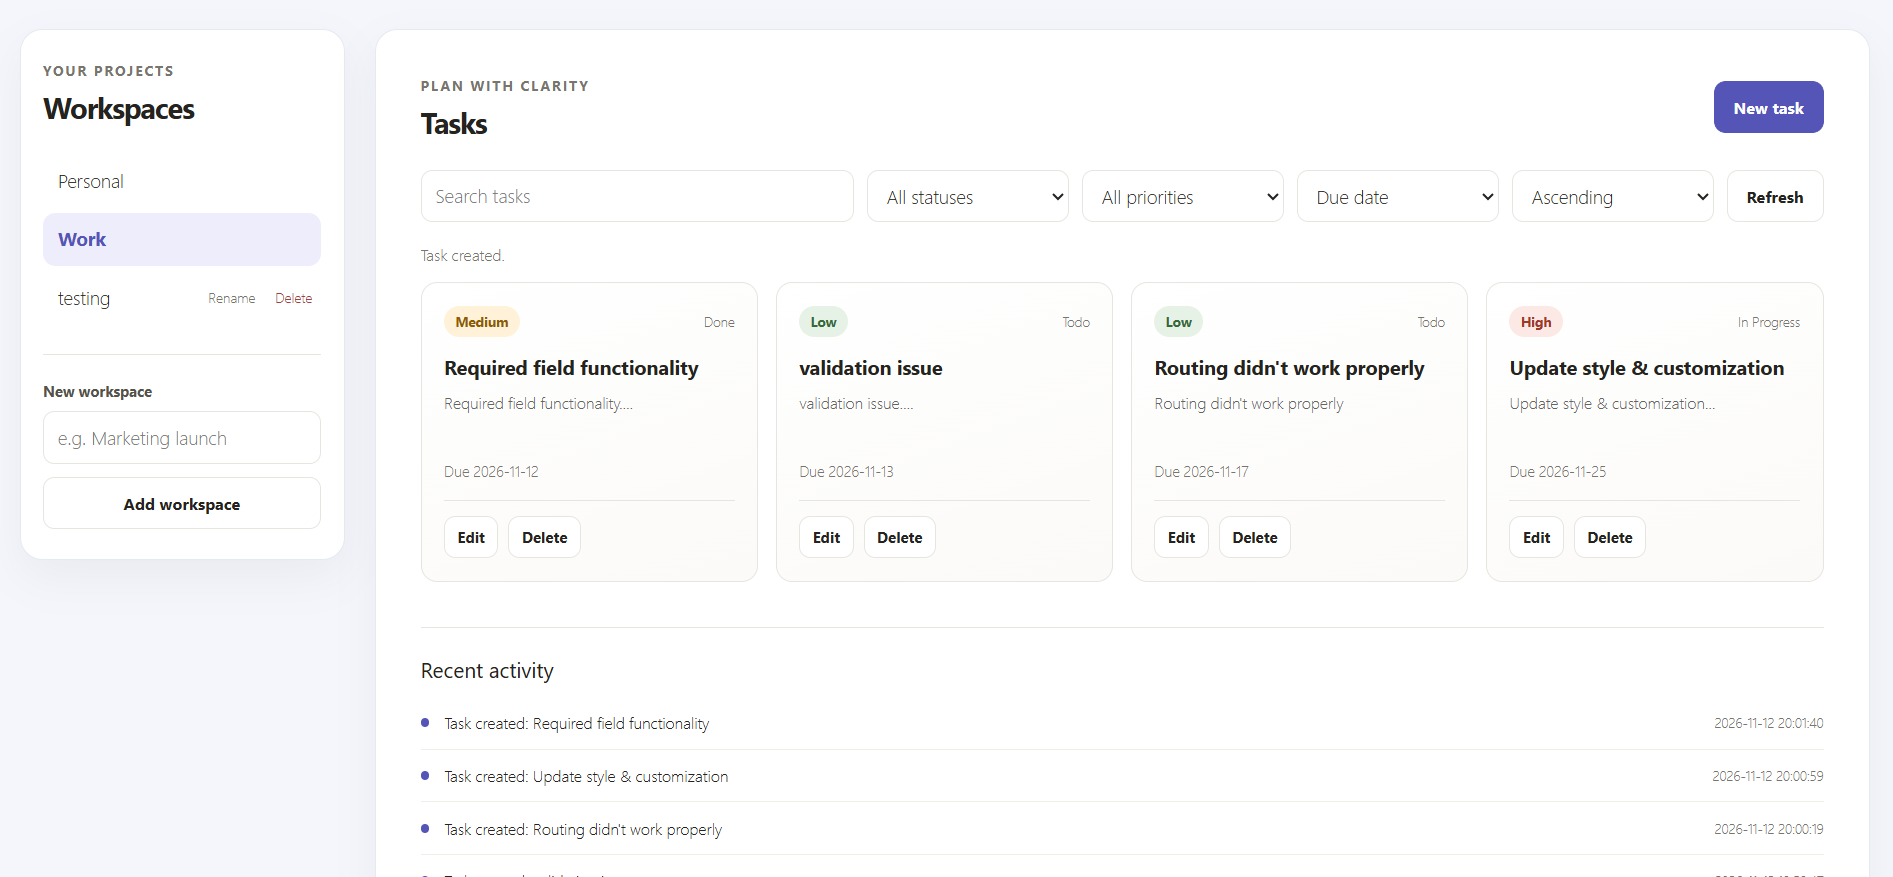 YOUR PROJECTS
Workspaces
Personal
Work
testing Rename Delete
New workspace
e.g. Marketing launch
Add workspace
PLAN WITH CLARITY
Tasks
New task
Search tasks All statuses All priorities Due date Ascending Refresh
Task created.
Medium Done
Required field functionality
Required field functionality....
Due 2026-11-12
Edit Delete
Low Todo
validation issue
validation issue....
Due 2026-11-13
Edit Delete
Low Todo
Routing didn't work properly
Routing didn't work properly
Due 2026-11-17
Edit Delete
High In Progress
Update style & customization
Update style & customization...
Due 2026-11-25
Edit Delete
Recent activity
Task created: Required field functionality 2026-11-12 20:01:40
Task created: Update style & customization 2026-11-12 20:00:59
Task created: Routing didn't work properly 2026-11-12 20:00:19